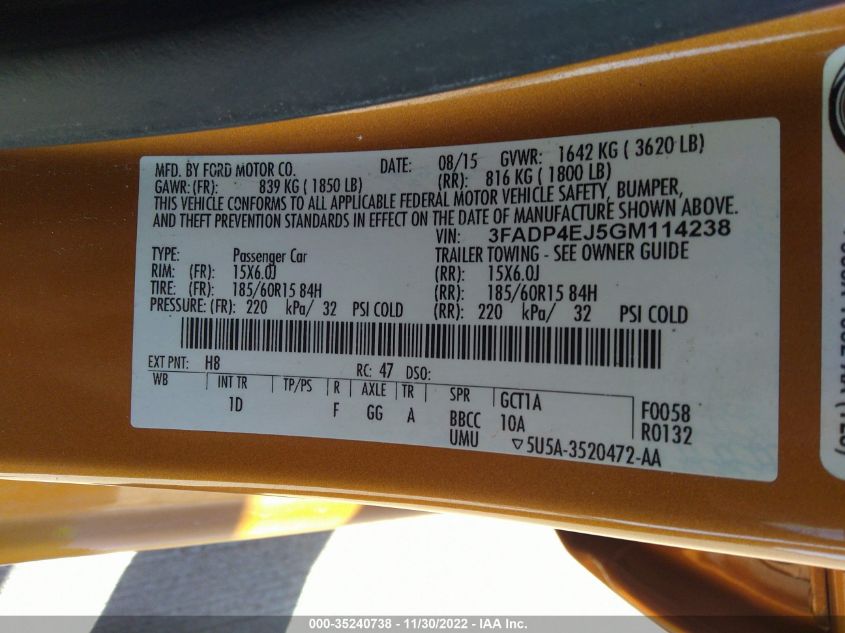 MFD. BY FORD MOTOR CO. DATE: 08/15 GVWR: 1642 KG ( 3620 LB)
GAWR: (FR): 839 KG ( 1850 LB) (RR): 816 KG ( 1800 LB)
THIS VEHICLE CONFORMS TO ALL APPLICABLE FEDERAL MOTOR VEHICLE SAFETY, BUMPER,
AND THEFT PREVENTION STANDARDS IN EFFECT ON THE DATE OF MANUFACTURE SHOWN ABOVE.
VIN: 3FADP4EJ5GM114238
TYPE: Passenger Car TRAILER TOWING - SEE OWNER GUIDE
RIM: (FR): 15X6.0J (RR): 15X6.0J
TIRE: (FR): 185/60R15 84H (RR): 185/60R15 84H
PRESSURE: (FR): 220 kPa/ 32 PSI COLD (RR): 220 kPa/ 32 PSI COLD
EXT PNT: H8 RC: 47 DSO:
WB INT TR TP/PS R AXLE TR SPR GCT1A F0058
1D F GG A BBCC 10A R0132
UMU ▽5U5A-3520472-AA
000-35240738 - 11/30/2022 - IAA Inc.